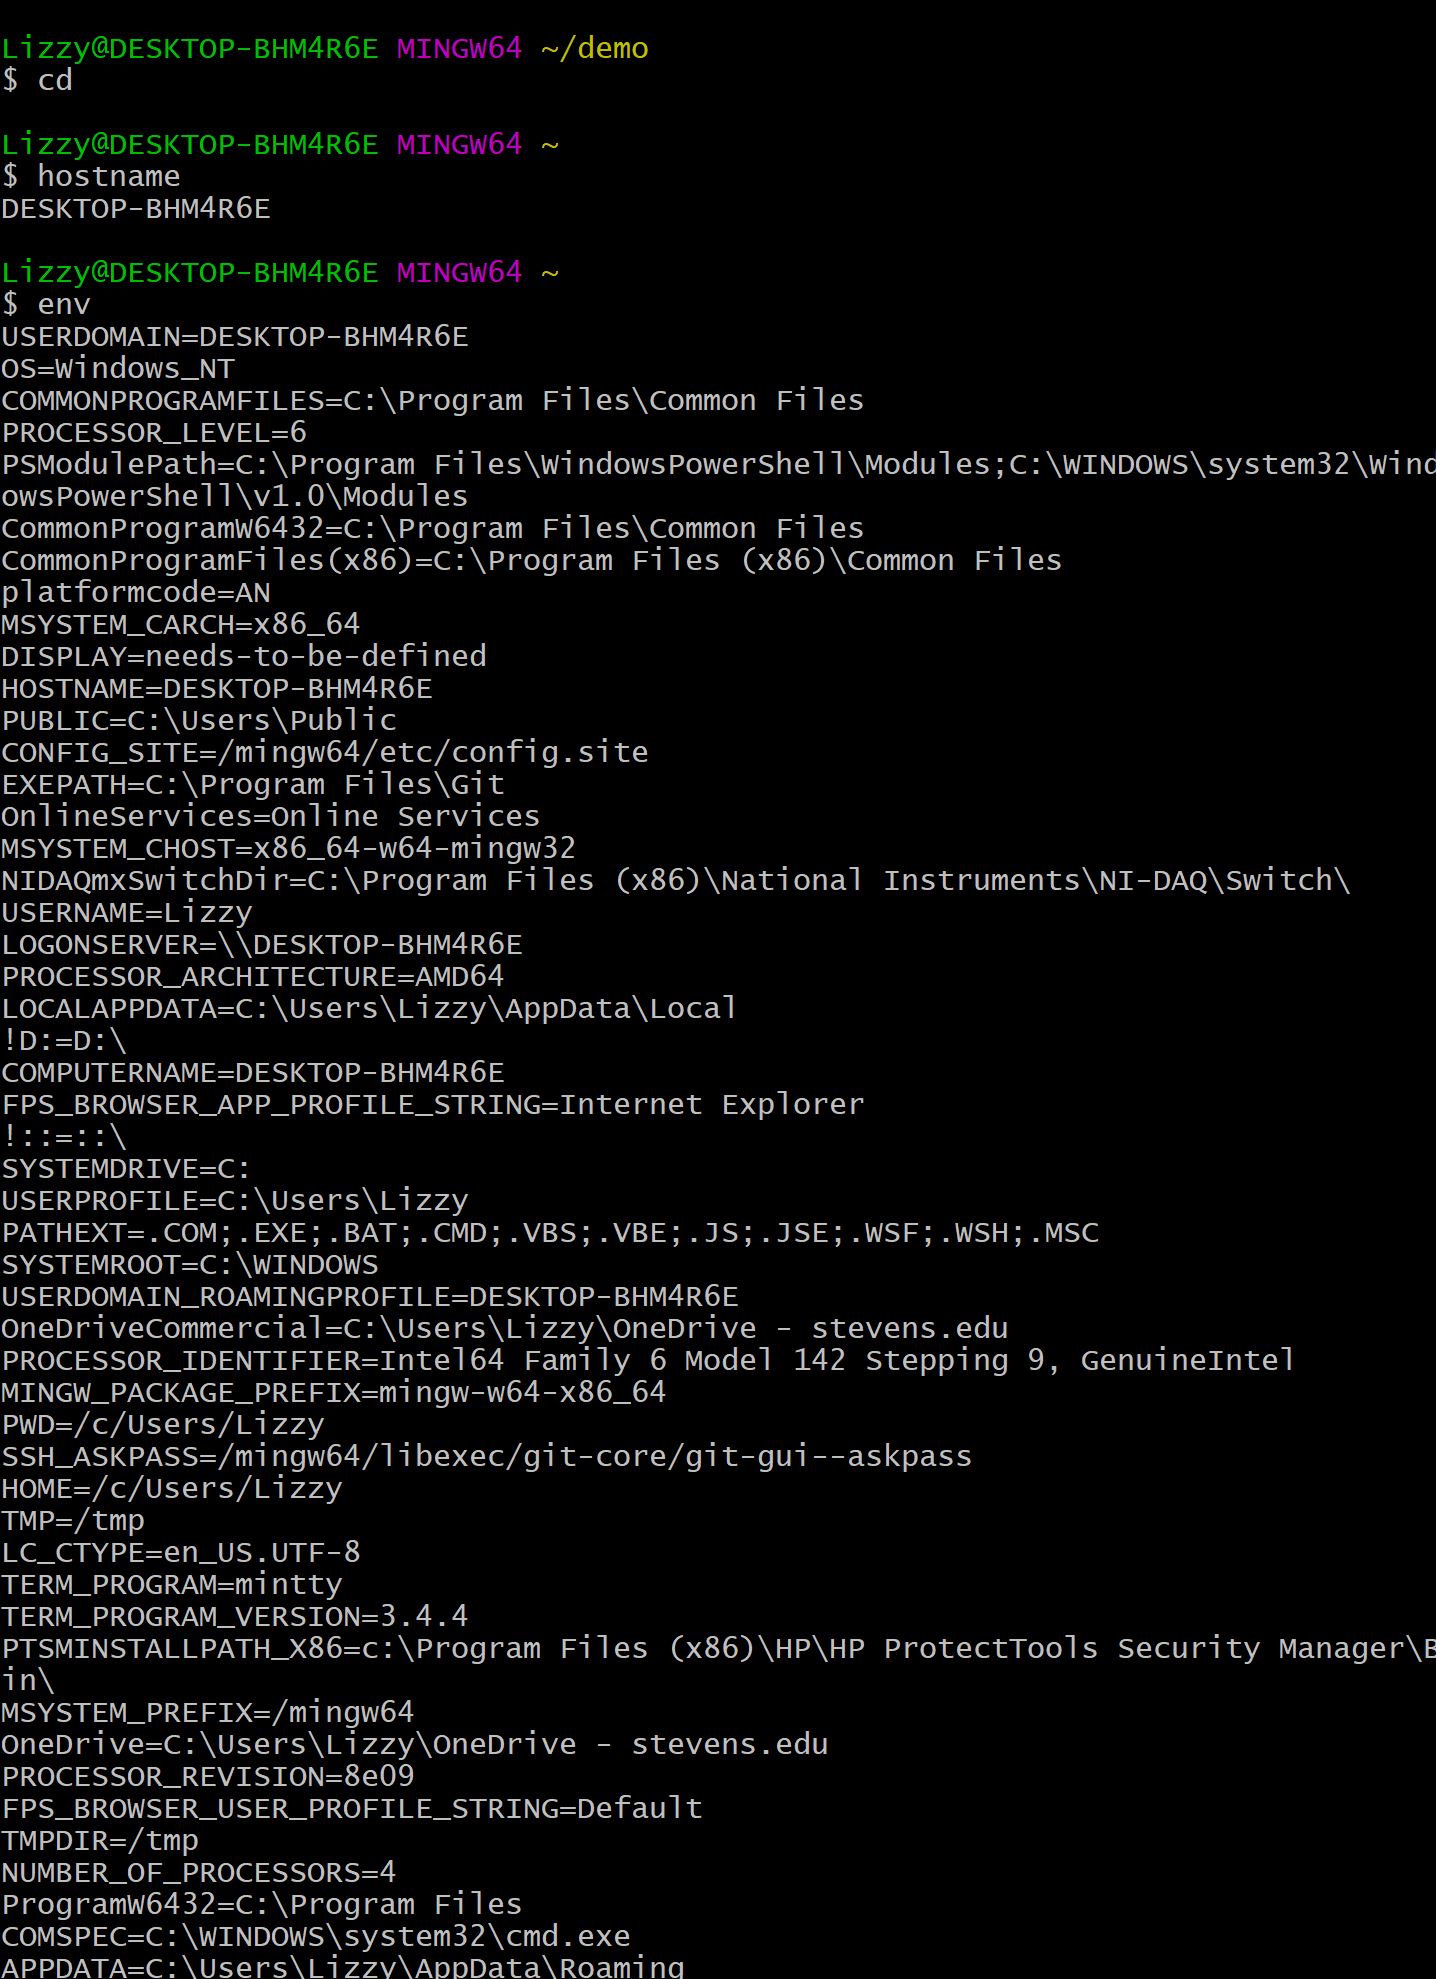 Lizzy@DESKTOP-BHM4R6E MINGW64 ~/demo
$ cd
Lizzy@DESKTOP-BHM4R6E MINGW64 ~
$ hostname
DESKTOP-BHM4R6E
Lizzy@DESKTOP-BHM4R6E MINGW64 ~
$ env
USERDOMAIN=DESKTOP-BHM4R6E
OS=Windows_NT
COMMONPROGRAMFILES=C:\Program Files\Common Files
PROCESSOR_LEVEL=6
PSModulePath=C:\Program Files\WindowsPowerShell\Modules;C:\WINDOWS\system32\Wind
owsPowerShell\v1.0\Modules
CommonProgramW6432=C:\Program Files\Common Files
CommonProgramFiles(x86)=C:\Program Files (x86)\Common Files
platformcode=AN
MSYSTEM_CARCH=x86_64
DISPLAY=needs-to-be-defined
HOSTNAME=DESKTOP-BHM4R6E
PUBLIC=C:\Users\Public
CONFIG_SITE=/mingw64/etc/config.site
EXEPATH=C:\Program Files\Git
OnlineServices=Online Services
MSYSTEM_CHOST=x86_64-w64-mingw32
NIDAQmxSwitchDir=C:\Program Files (x86)\National Instruments\NI-DAQ\Switch\
USERNAME=Lizzy
LOGONSERVER=\\DESKTOP-BHM4R6E
PROCESSOR_ARCHITECTURE=AMD64
LOCALAPPDATA=C:\Users\Lizzy\AppData\Local
!D:=D:\
COMPUTERNAME=DESKTOP-BHM4R6E
FPS_BROWSER_APP_PROFILE_STRING=Internet Explorer
!::=::\
SYSTEMDRIVE=C:
USERPROFILE=C:\Users\Lizzy
PATHEXT=.COM;.EXE;.BAT;.CMD;.VBS;.VBE;.JS;.JSE;.WSF;.WSH;.MSC
SYSTEMROOT=C:\WINDOWS
USERDOMAIN_ROAMINGPROFILE=DESKTOP-BHM4R6E
OneDriveCommercial=C:\Users\Lizzy\OneDrive - stevens.edu
PROCESSOR_IDENTIFIER=Intel64 Family 6 Model 142 Stepping 9, GenuineIntel
MINGW_PACKAGE_PREFIX=mingw-w64-x86_64
PWD=/c/Users/Lizzy
SSH_ASKPASS=/mingw64/libexec/git-core/git-gui--askpass
HOME=/c/Users/Lizzy
TMP=/tmp
LC_CTYPE=en_US.UTF-8
TERM_PROGRAM=mintty
TERM_PROGRAM_VERSION=3.4.4
PTSMINSTALLPATH_X86=c:\Program Files (x86)\HP\HP ProtectTools Security Manager\B
in\
MSYSTEM_PREFIX=/mingw64
OneDrive=C:\Users\Lizzy\OneDrive - stevens.edu
PROCESSOR_REVISION=8e09
FPS_BROWSER_USER_PROFILE_STRING=Default
TMPDIR=/tmp
NUMBER_OF_PROCESSORS=4
ProgramW6432=C:\Program Files
COMSPEC=C:\WINDOWS\system32\cmd.exe
APPDATA=C:\Users\Lizzy\AppData\Roaming